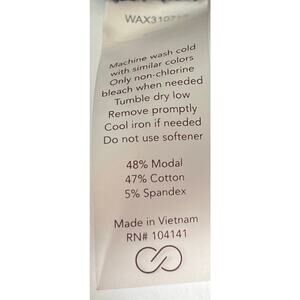 Machine wash cold
with similar colors
Only non-chlorine
bleach when needed
Tumble dry low
Remove promptly
Cool iron if needed
Do not use softener
48% Modal
47% Cotton
5% Spandex
Made in Vietnam
RN# 104141